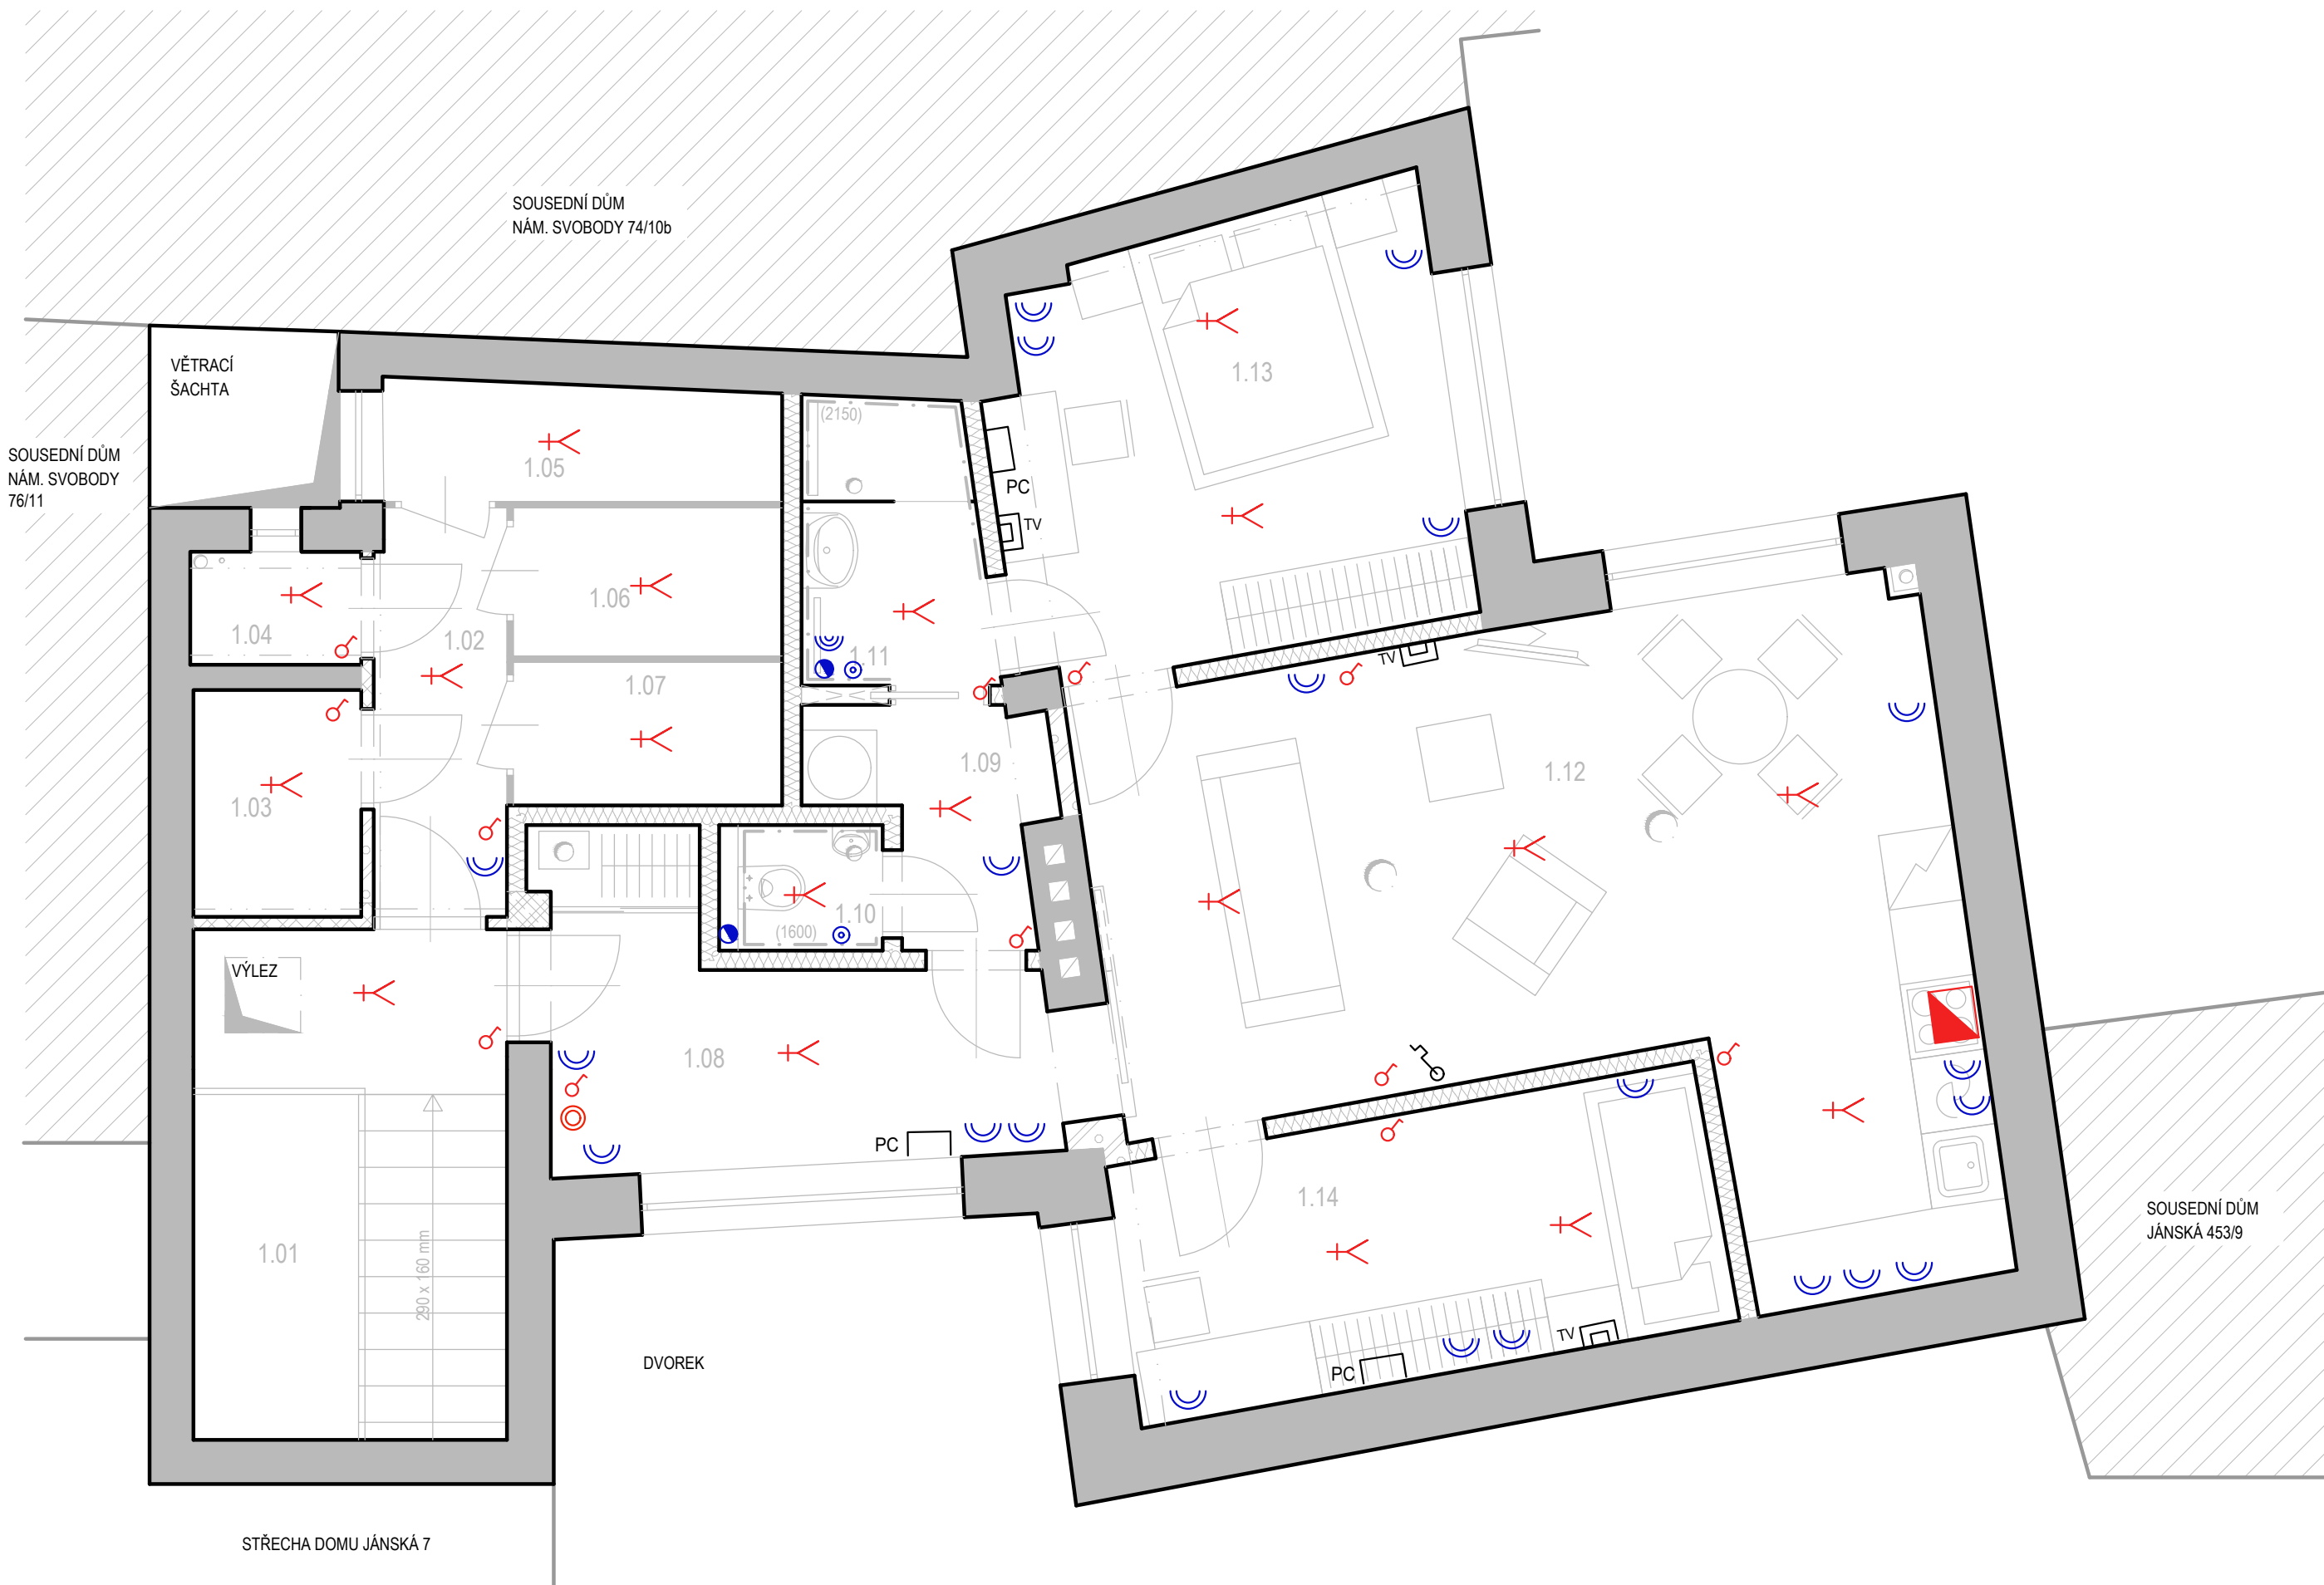 SOUSEDNÍ DŮM
NÁM. SVOBODY 74/10b
VĚTRACÍ
ŠACHTA
SOUSEDNÍ DŮM
NÁM. SVOBODY
76/11
1.13
(2150)
1.05
PC
TV
1.06
1.04
1.02
1.11
TV
1.07
1.09
1.12
1.03
1.10
(1600)
VÝLEZ
1.08
PC
1.14
SOUSEDNÍ DŮM
JÁNSKÁ 453/9
1.01
290 x 160 mm
DVOREK
TV
PC
STŘECHA DOMU JÁNSKÁ 7